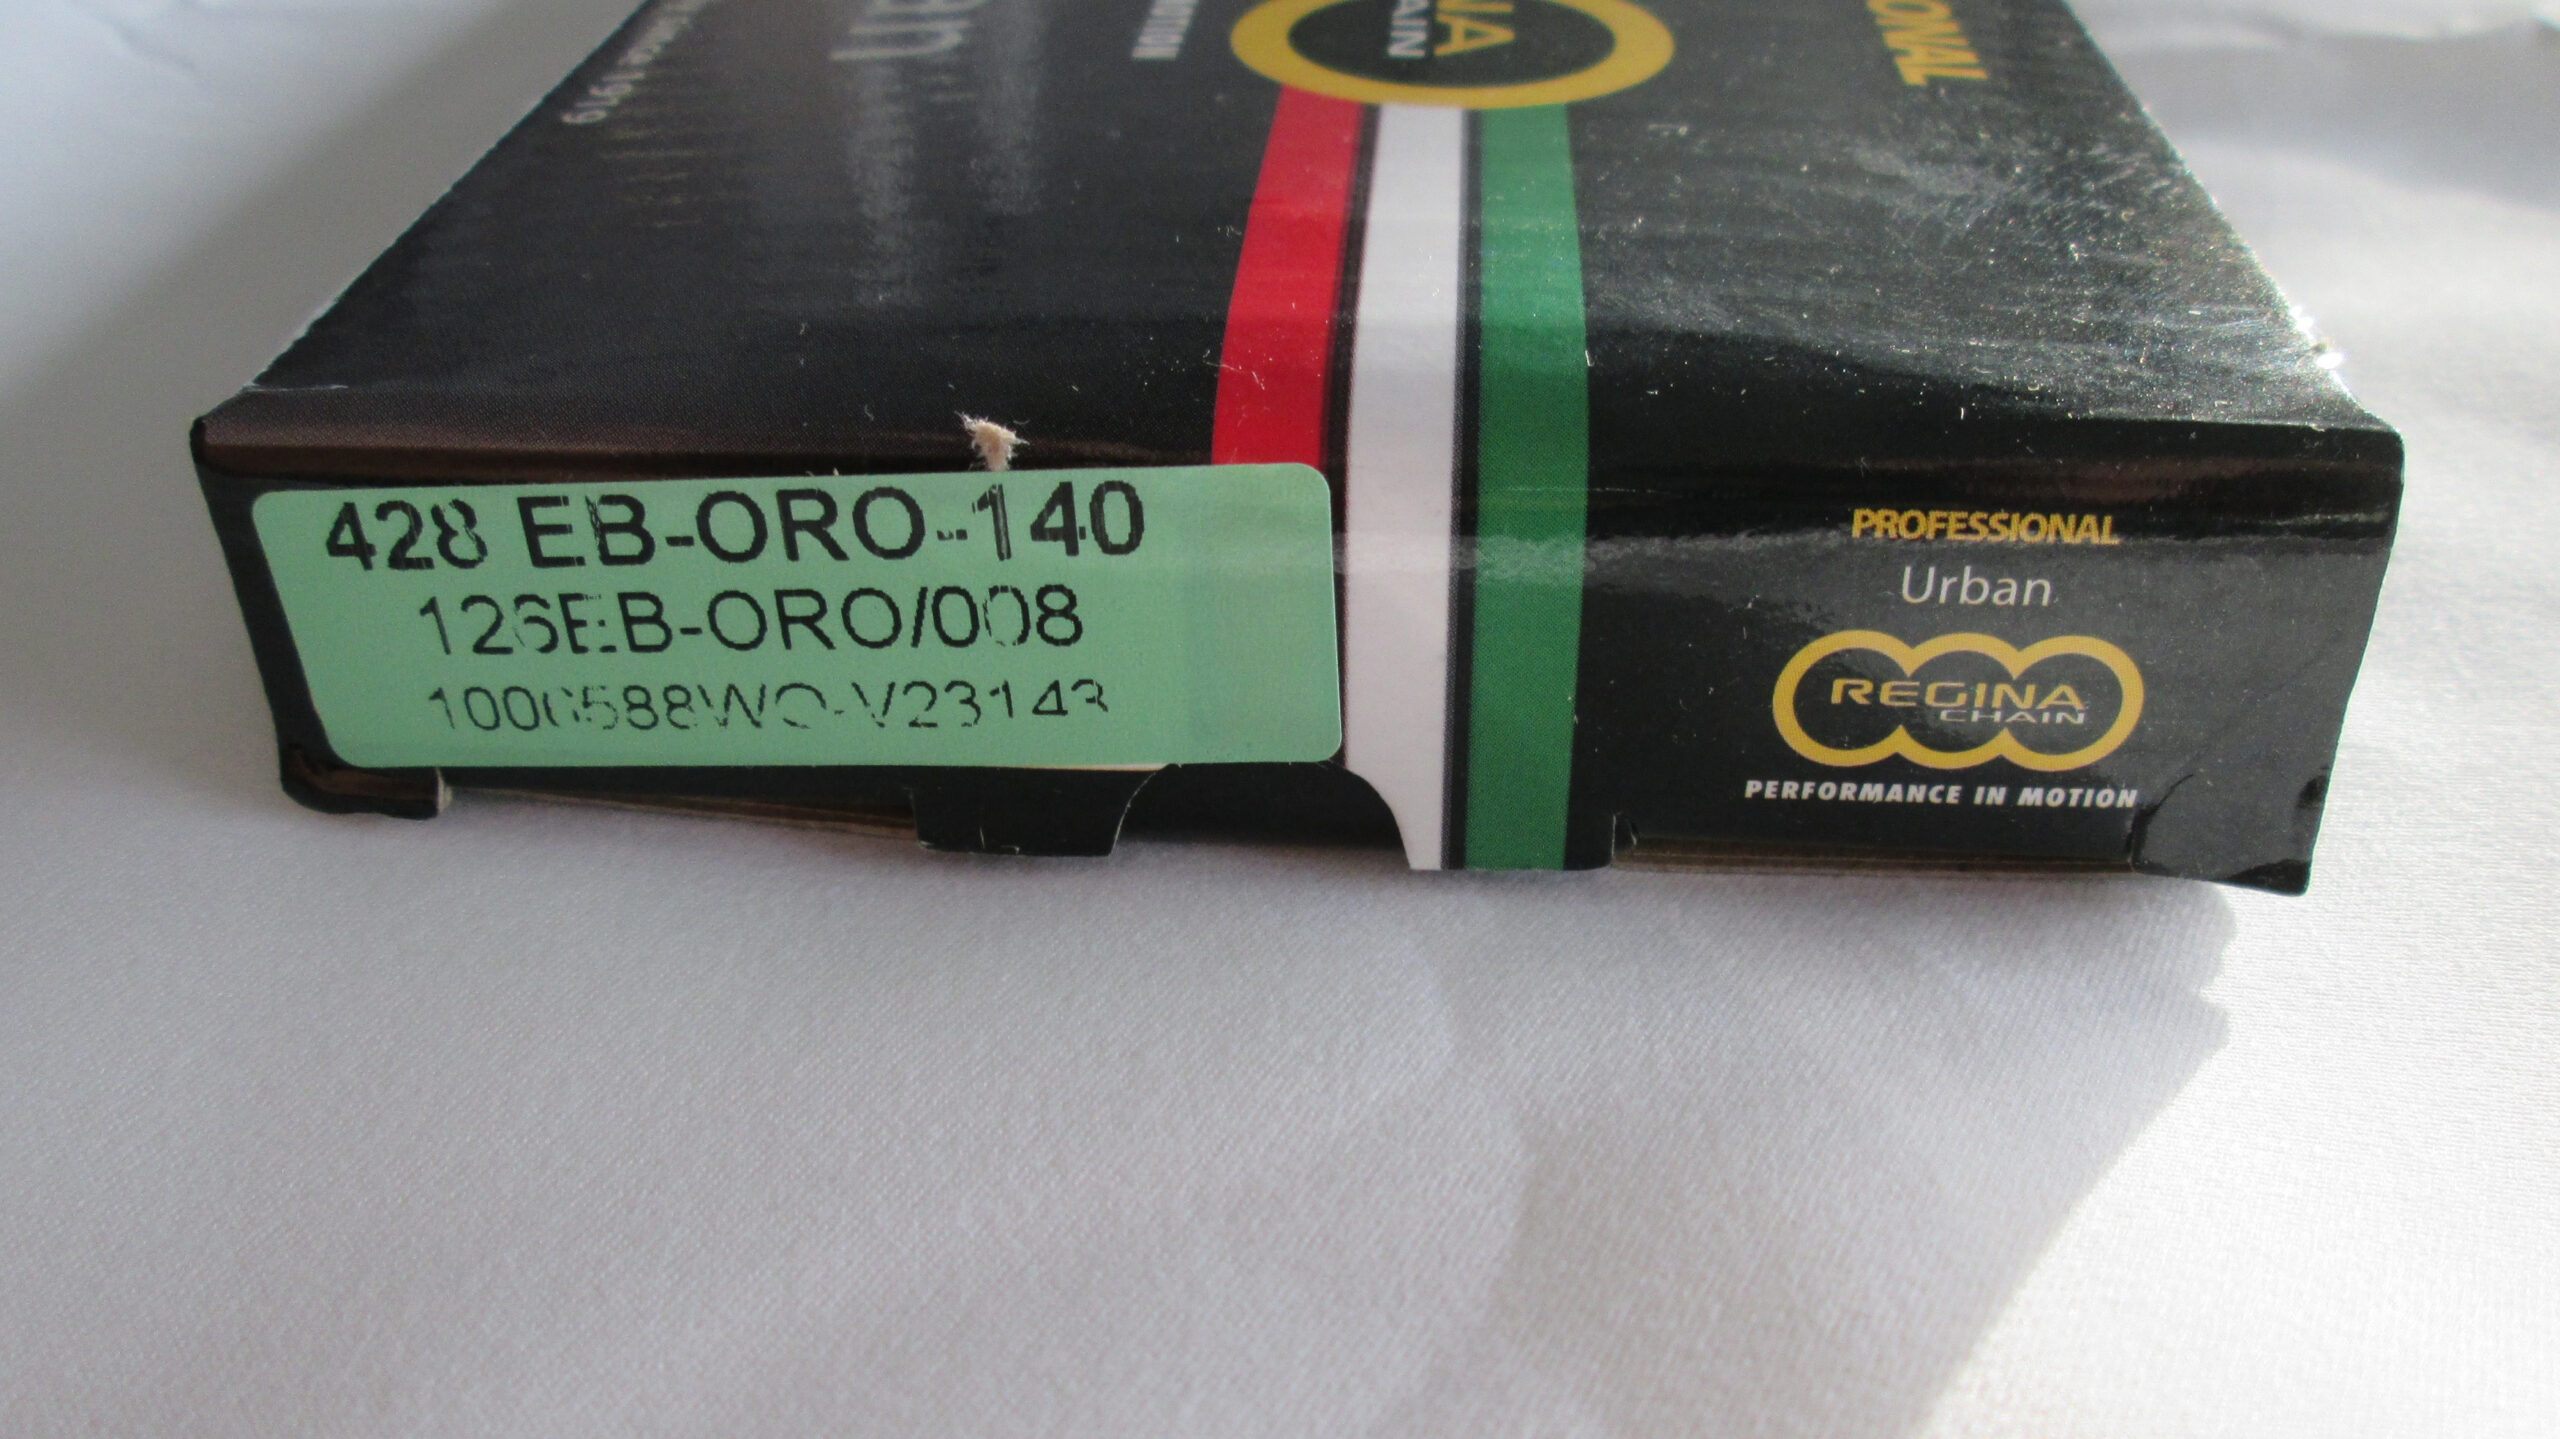 428 EB-ORO-140
126EB-ORO/008
PROFESSIONAL
Urban
REGINA
CHAIN
PERFORMANCE IN MOTION